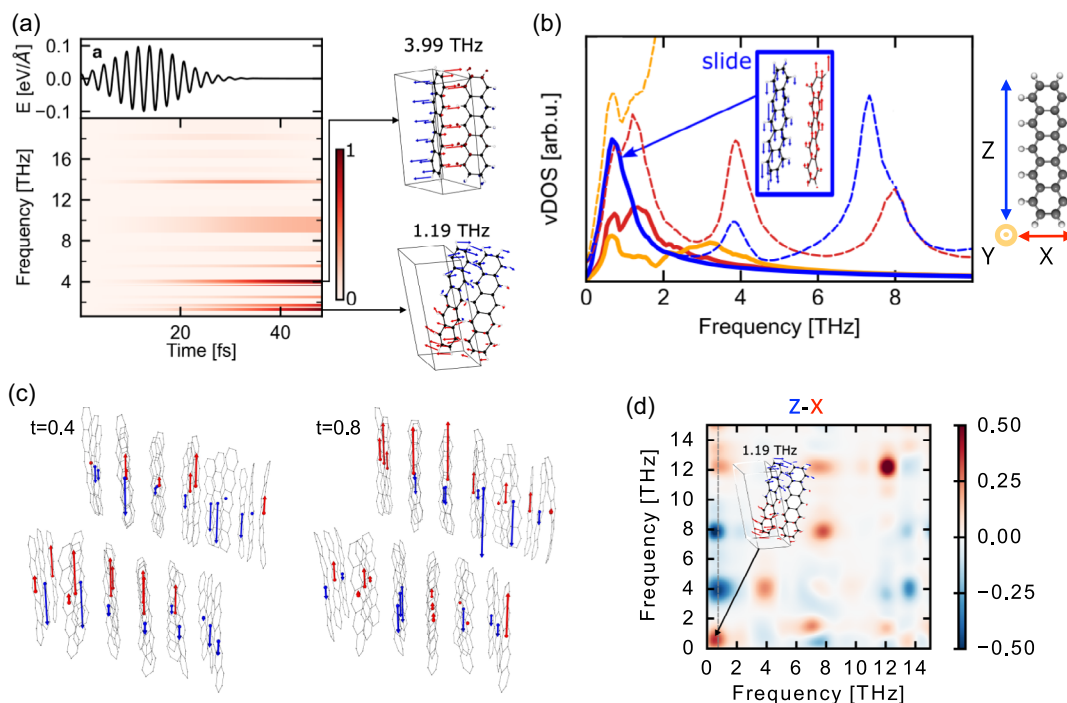 (a)
a
E [eV/Å]
0.1
0.0
−0.1
Frequency [THz]
16
12
8
4
20
40
Time [fs]
1
0
3.99 THz
1.19 THz
(b)
vDOS [arb.u.]
slide
0
2
4
6
8
Frequency [THz]
Z
Y
X
(c)
t=0.4
t=0.8
(d)
Z-X
1.19 THz
Frequency [THz]
14
12
10
8
6
4
2
0
0 2 4 6 8 10 12 14
Frequency [THz]
0.50
0.25
0.00
−0.25
−0.50